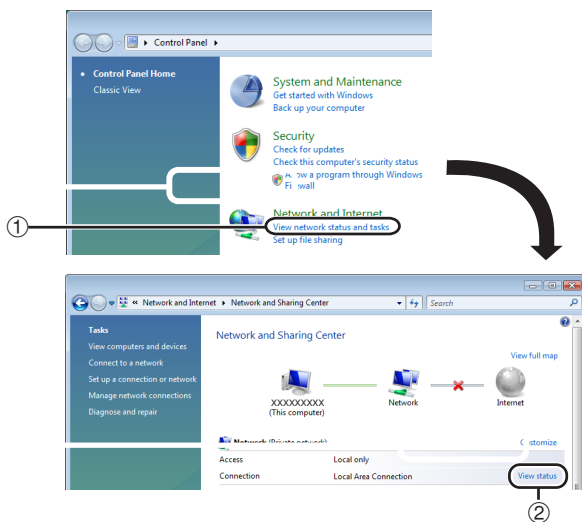 Control Panel
Control Panel Home
Classic View
System and Maintenance
Get started with Windows
Back up your computer
Security
Check for updates
Check this computer's security status
a program through Windows
Network and Internet
① View network status and tasks
Set up file sharing
« Network and Internet Network and Sharing Center Search
Tasks
View computers and devices
Connect to a network
Set up a connection or network
Manage network connections
Diagnose and repair
Network and Sharing Center
View full map
XXXXXXXXX
(This computer)
Network
Internet
Network (Private network)
Access Local only
Connection Local Area Connection View status
②